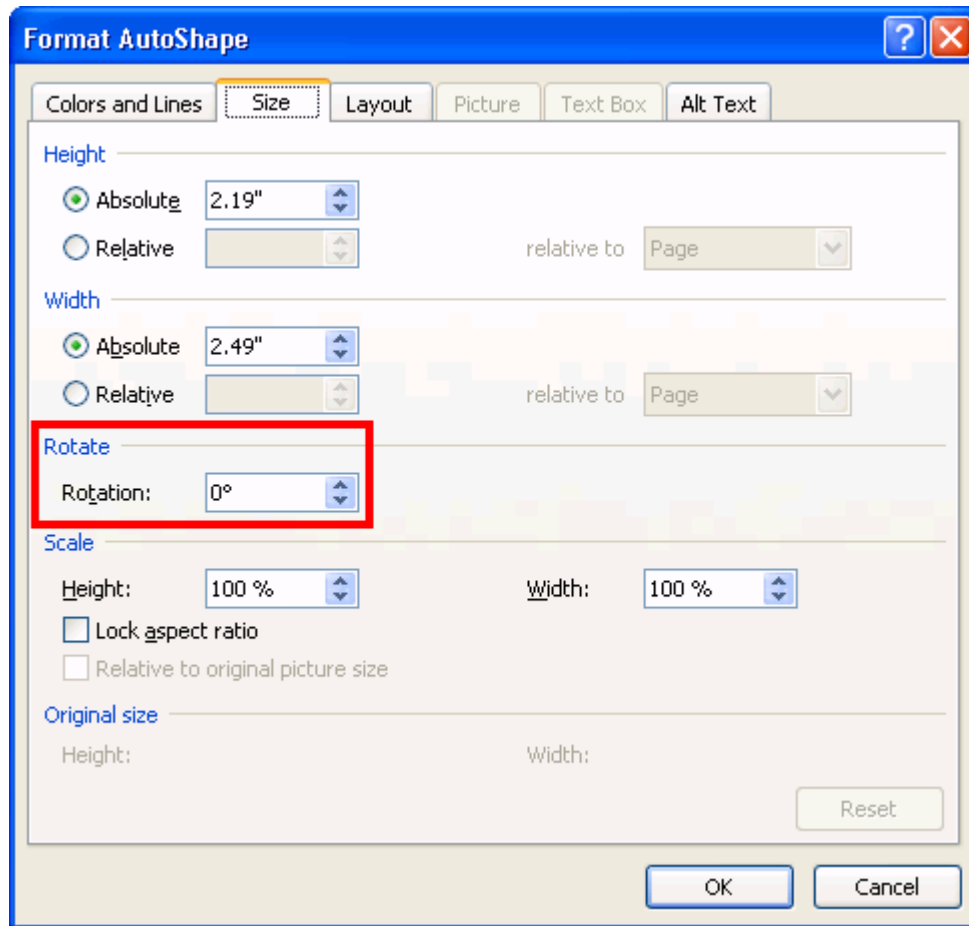 Format AutoShape
Colors and Lines Size Layout Picture Text Box Alt Text
Height
Absolute 2.19"
Relative relative to Page
Width
Absolute 2.49"
Relative relative to Page
Rotate
Rotation: 0°
Scale
Height: 100 % Width: 100 %
Lock aspect ratio
Relative to original picture size
Original size
Height: Width:
Reset
OK Cancel